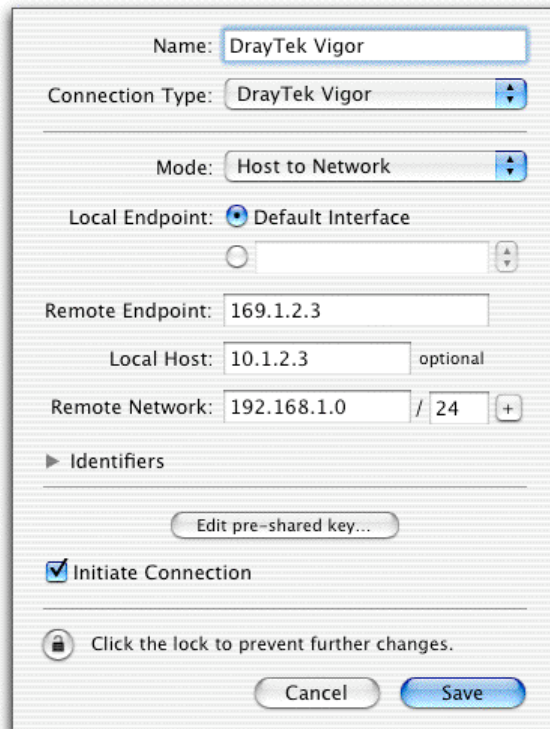 Name: DrayTek Vigor
Connection Type: DrayTek Vigor
Mode: Host to Network
Local Endpoint: Default Interface
Remote Endpoint: 169.1.2.3
Local Host: 10.1.2.3 optional
Remote Network: 192.168.1.0 / 24 +
Identifiers
Edit pre-shared key...
Initiate Connection
Click the lock to prevent further changes.
Cancel Save